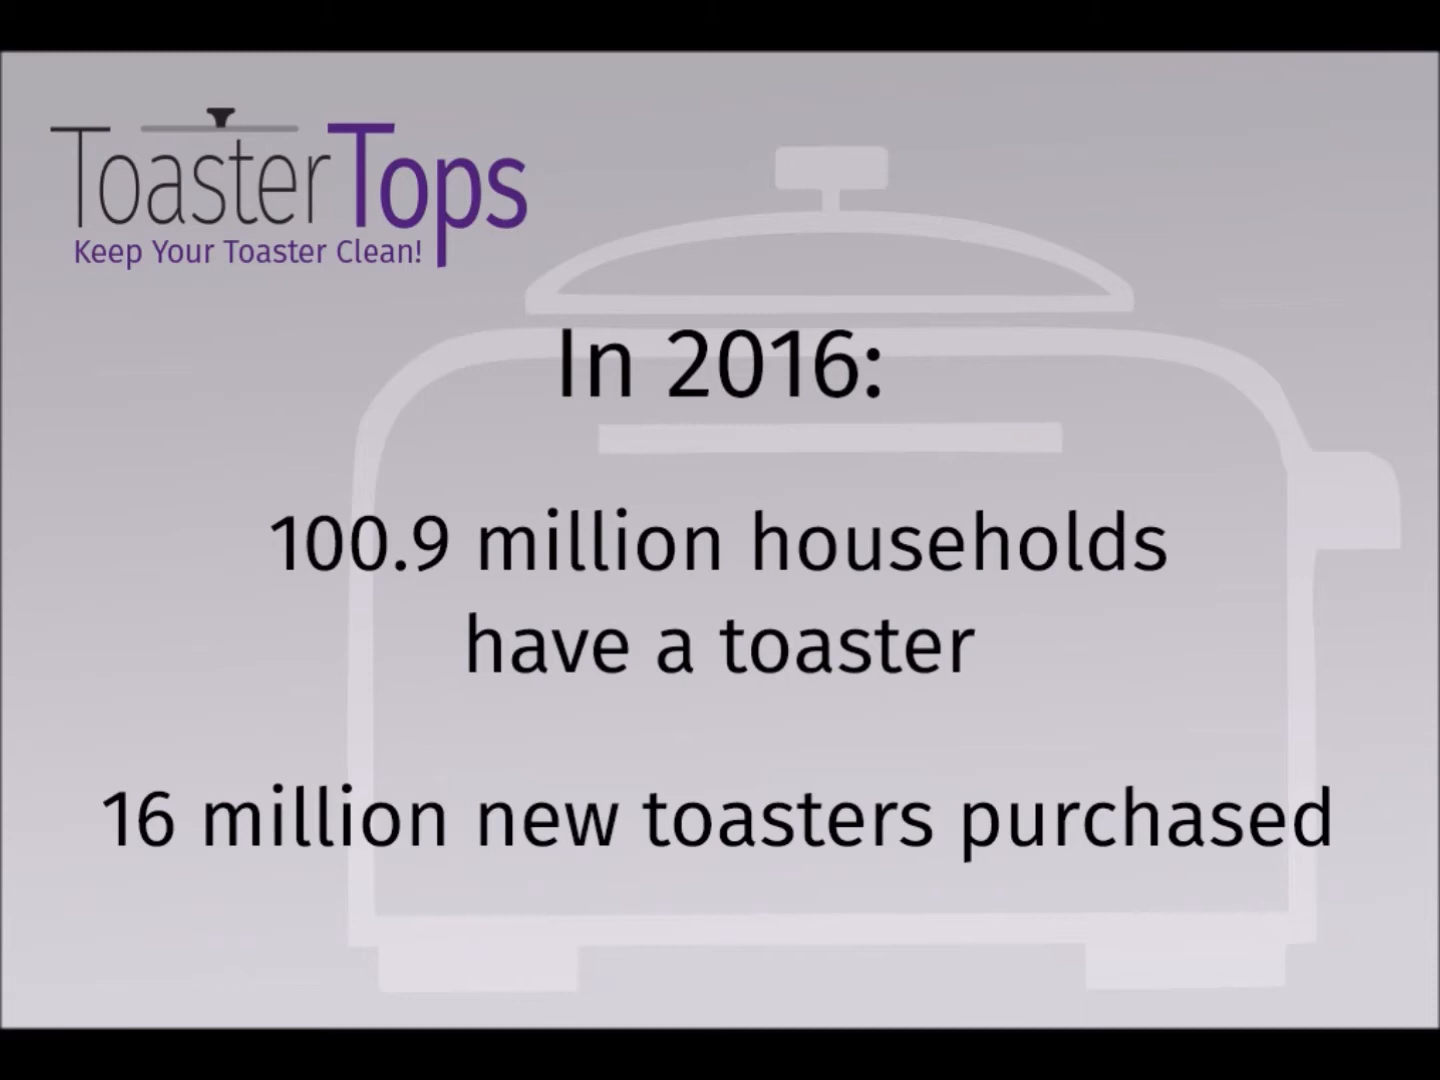 ToasterTops
Keep Your Toaster Clean!
In 2016:
100.9 million households
have a toaster
16 million new toasters purchased